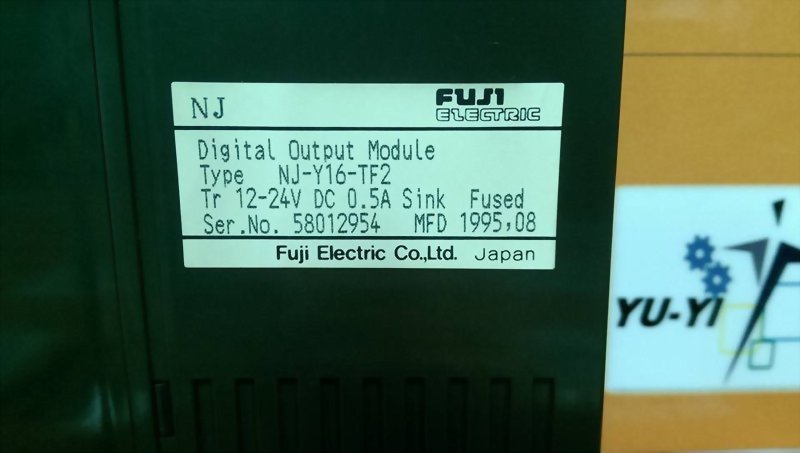 NJ FUJI
ELECTRIC
Digital Output Module
Type NJ-Y16-TF2
Tr 12-24V DC 0.5A Sink Fused
Ser.No. 58012954 MFD 1995,08
Fuji Electric Co.,Ltd. Japan
YU-YI